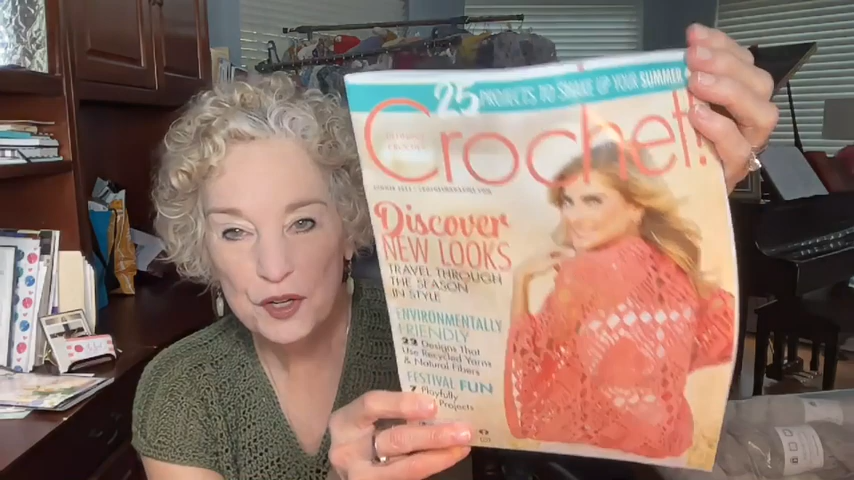 25 PROJECTS TO SHAKE UP YOUR SUMMER
Crochet!
Discover
NEW LOOKS
TRAVEL THROUGH
THE SEASON
IN STYLE
ENVIRONMENTALLY
FRIENDLY
22 Designs That
Use Recycled Yarns
& Natural Fibers
FESTIVAL FUN
7 Playfully
Projects